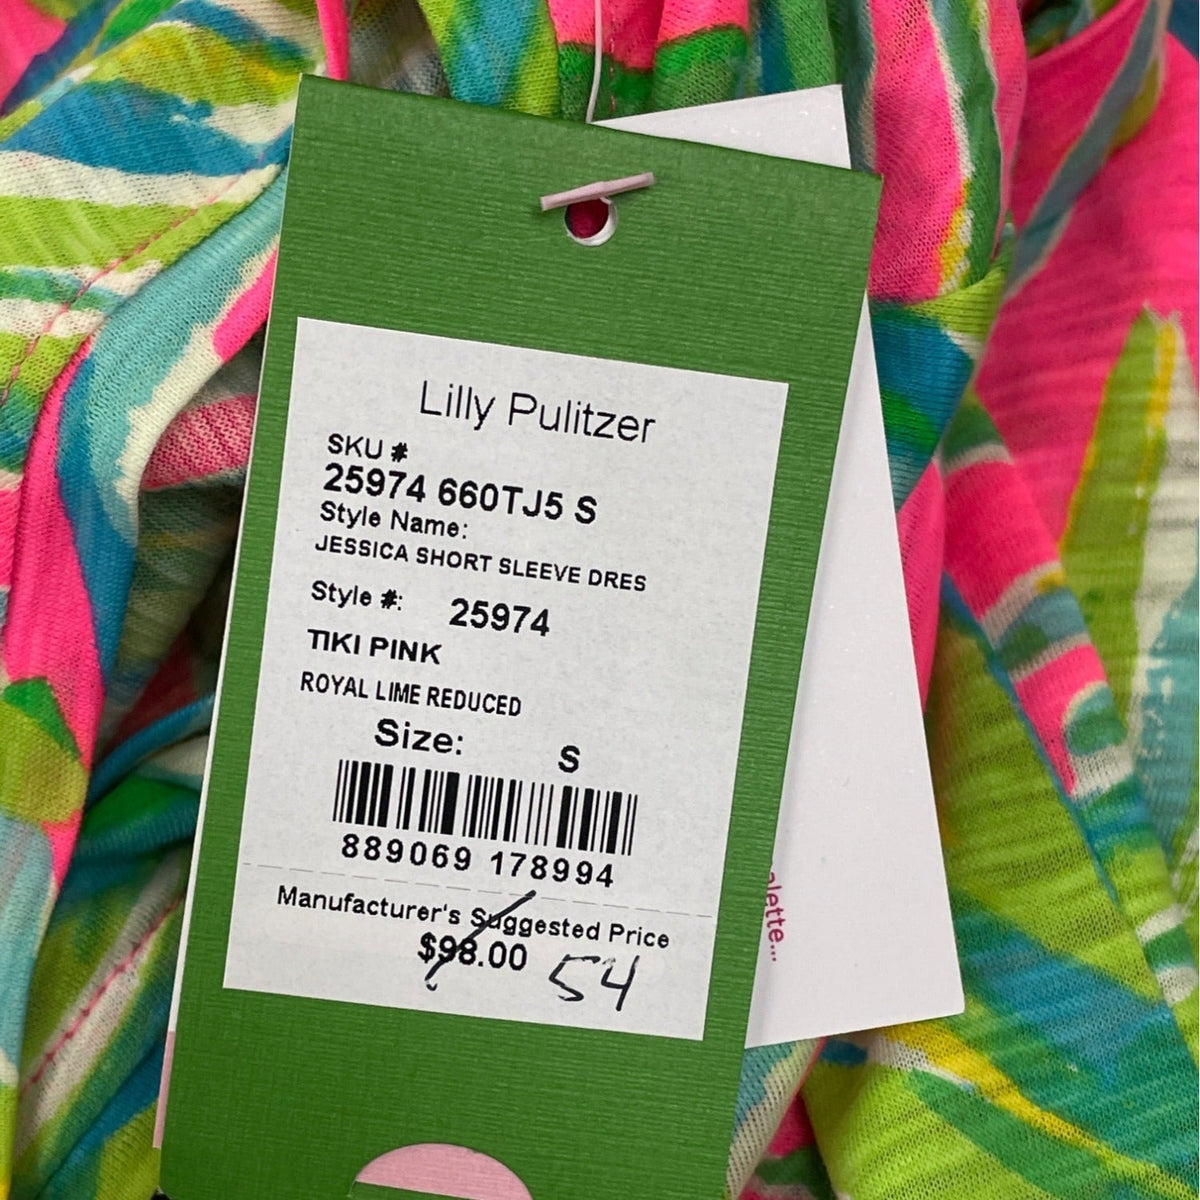 Lilly Pulitzer
SKU #
25974 660TJ5 S
Style Name:
JESSICA SHORT SLEEVE DRES
Style #: 25974
TIKI PINK
ROYAL LIME REDUCED
Size: S
889069 178994
Manufacturer's Suggested Price
$98.00 54